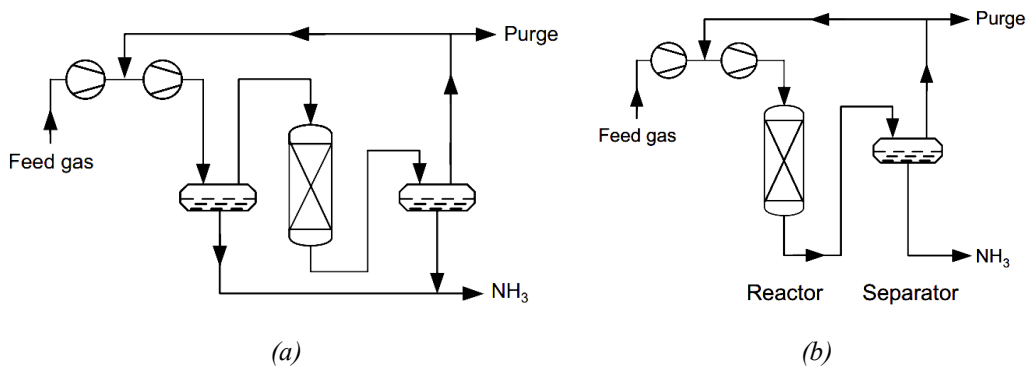 Purge
Feed gas
NH₃
(a)
Purge
Feed gas
NH₃
Reactor
Separator
(b)